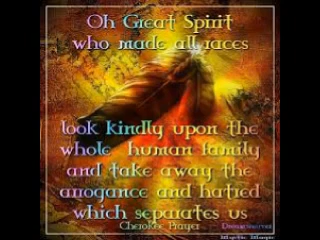 Oh Great Spirit
who made all races
look kindly upon the
whole human family
and take away the
arrogance and hatred
which separates us
Cherokee Prayer